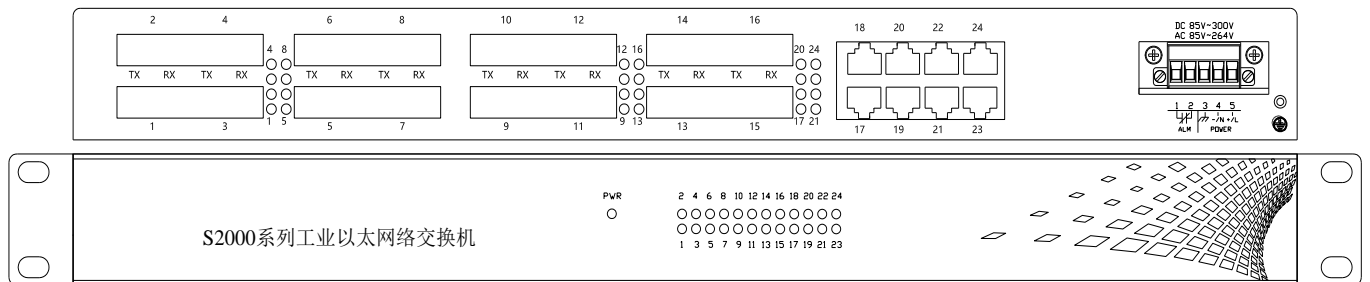 2 4 6 8 10 12 14 16 18 20 22 24
DC 85V~300V
AC 85V~264V
4 8 12 16 20 24
TX RX TX RX TX RX TX RX TX RX TX RX TX RX TX RX
1 5 9 13 17 21
1 3 5 7 9 11 13 15 17 19 21 23
1 2 3 4 5
-/N +/L
ALM POWER
PWR
2 4 6 8 10 12 14 16 18 20 22 24
1 3 5 7 9 11 13 15 17 19 21 23
S2000系列工业以太网络交换机